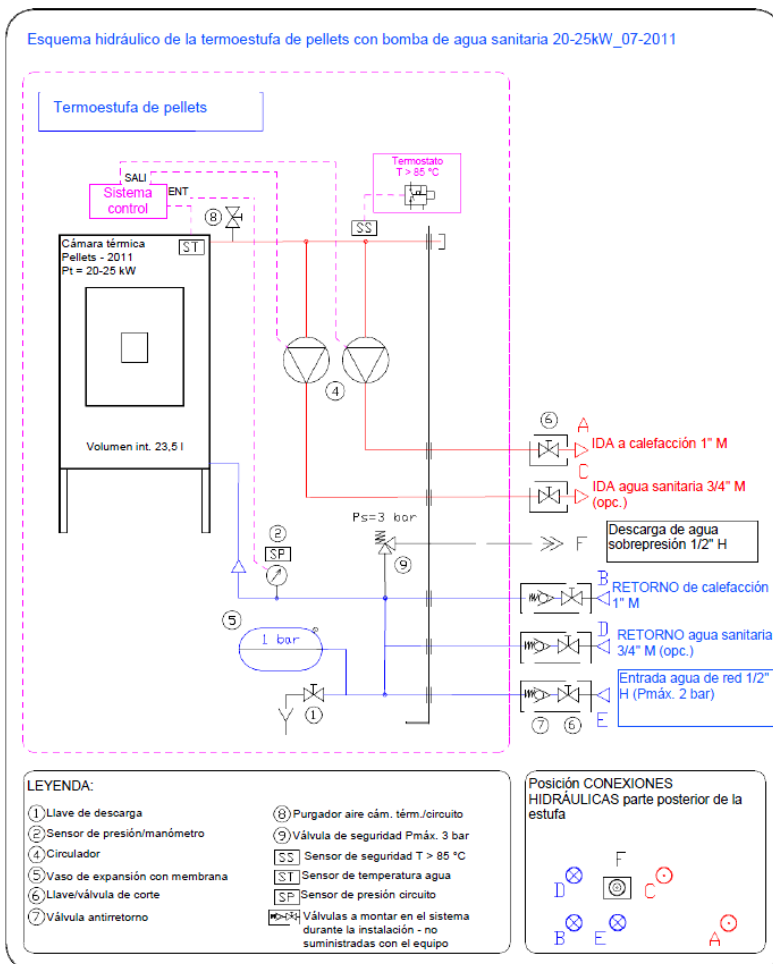 Esquema hidráulico de la termoestufa de pellets con bomba de agua sanitaria 20-25kW_07-2011
Termoestufa de pellets
Termostato
T > 85 °C
SALI
Sistema
control
ENT
8
SS
Cámara térmica
Pellets - 2011
Pt = 20-25 kW
ST
4
6
A
IDA a calefacción 1" M
Volumen int. 23,5 l
C
IDA agua sanitaria 3/4" M
(opc.)
Ps=3 bar
2
SP
9
F
Descarga de agua
sobrepresión 1/2" H
B
RETORNO de calefacción
1" M
5
1 bar
D
RETORNO agua sanitaria
3/4" M (opc.)
1
7
6
E
Entrada agua de red 1/2"
H (Pmáx. 2 bar)
LEYENDA:
1 Llave de descarga
2 Sensor de presión/manómetro
4 Circulador
5 Vaso de expansión con membrana
6 Llave/válvula de corte
7 Válvula antirretorno
8 Purgador aire cám. térm./circuito
9 Válvula de seguridad Pmáx. 3 bar
SS Sensor de seguridad T > 85 °C
ST Sensor de temperatura agua
SP Sensor de presión circuito
Válvulas a montar en el sistema
durante la instalación - no
suministradas con el equipo
Posición CONEXIONES
HIDRÁULICAS parte posterior de la
estufa
F
D
C
B
E
A